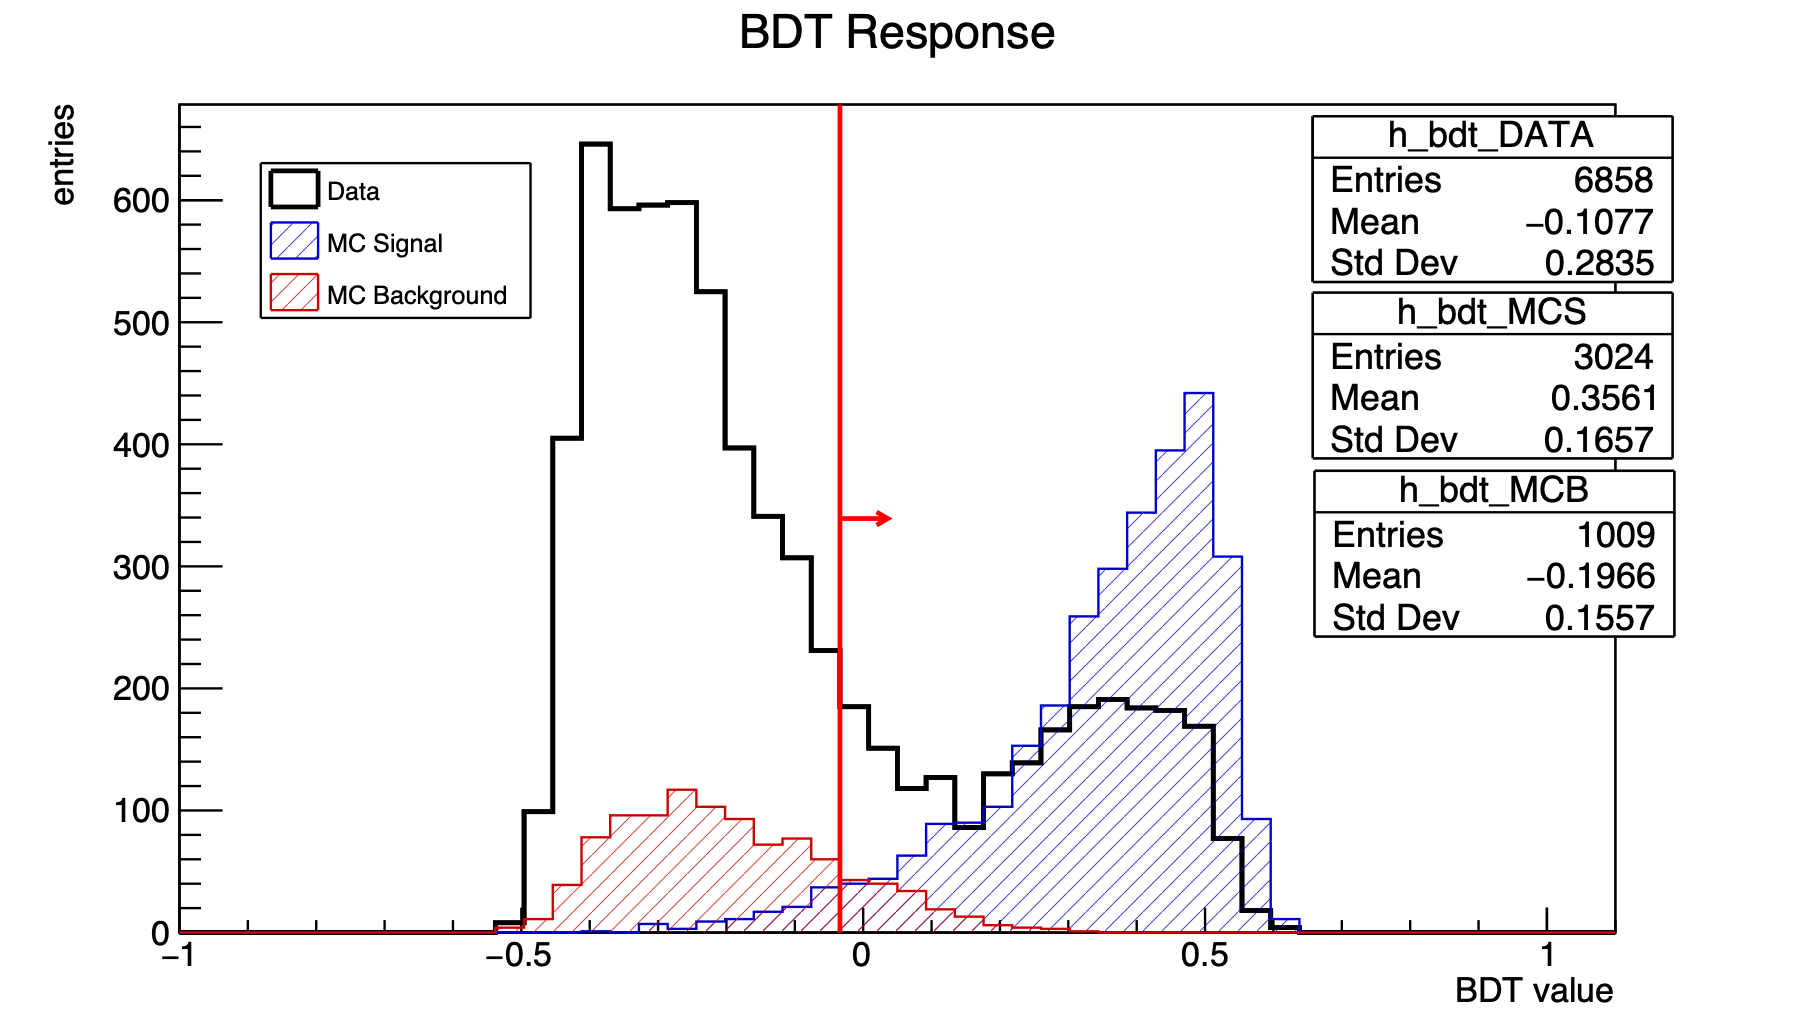 BDT Response
entries
600
500
400
300
200
100
0
Data
MC Signal
MC Background
h_bdt_DATA
Entries 6858
Mean −0.1077
Std Dev 0.2835
h_bdt_MCS
Entries 3024
Mean 0.3561
Std Dev 0.1657
h_bdt_MCB
Entries 1009
Mean −0.1966
Std Dev 0.1557
−1 −0.5 0 0.5 1
BDT value